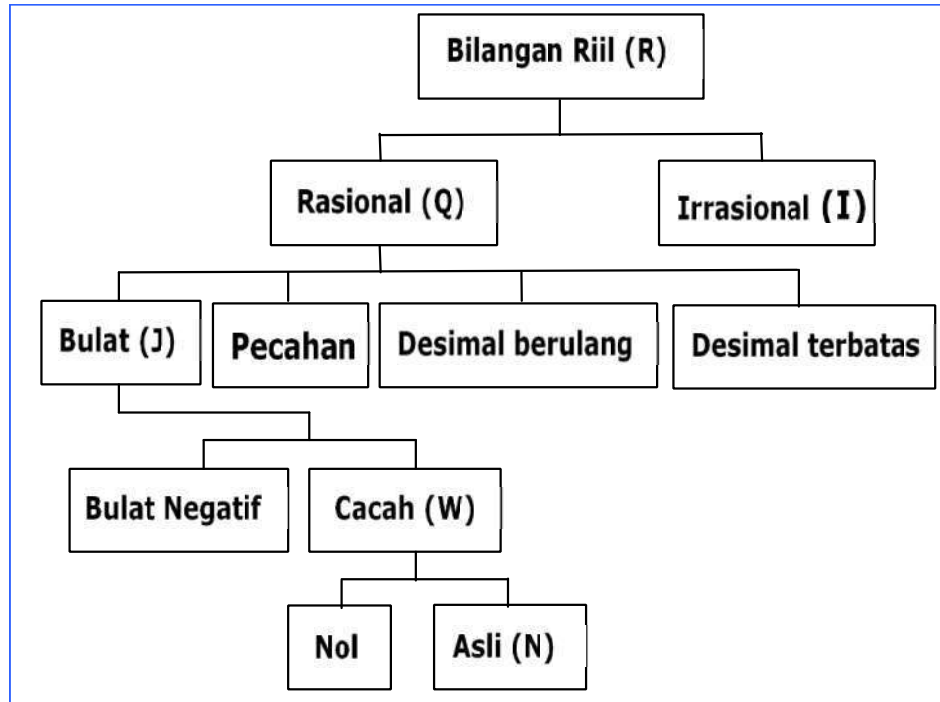 Bilangan Riil (R)
Rasional (Q)
Irrasional (I)
Bulat (J)
Pecahan
Desimal berulang
Desimal terbatas
Bulat Negatif
Cacah (W)
Nol
Asli (N)